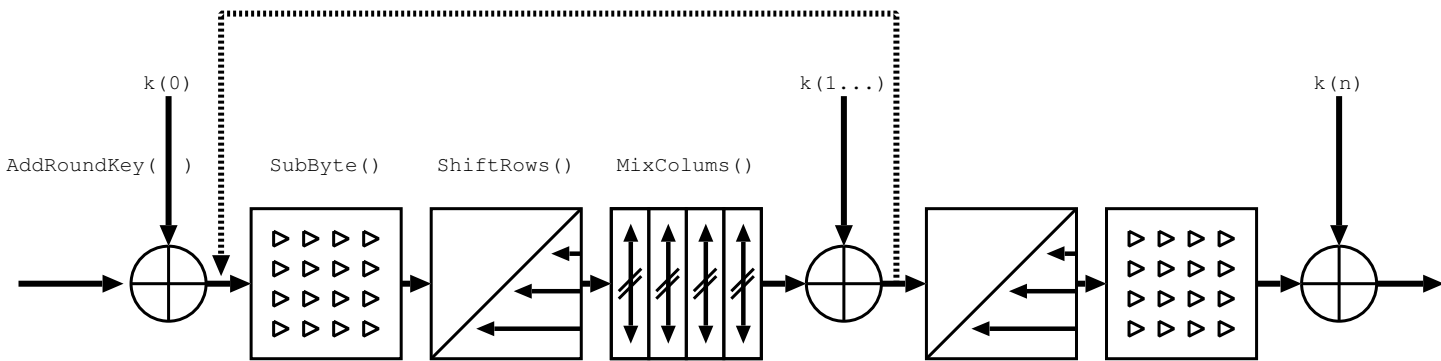 k(0)
k(1...)
k(n)
AddRoundKey( )
SubByte()
ShiftRows()
MixColums()